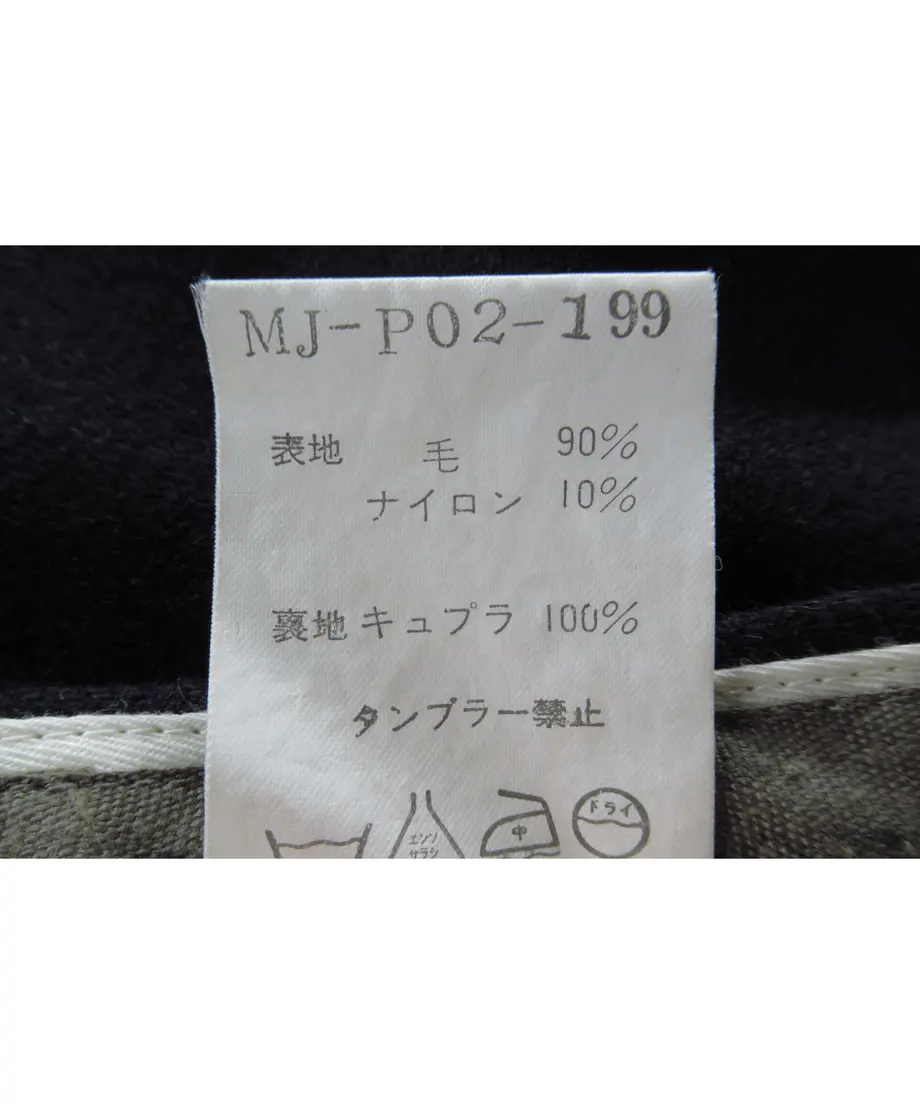 MJ-P02-199
表地 毛 90%
ナイロン 10%
裏地 キュプラ 100%
タンブラー禁止
エンソ
サラシ
中
ドライ